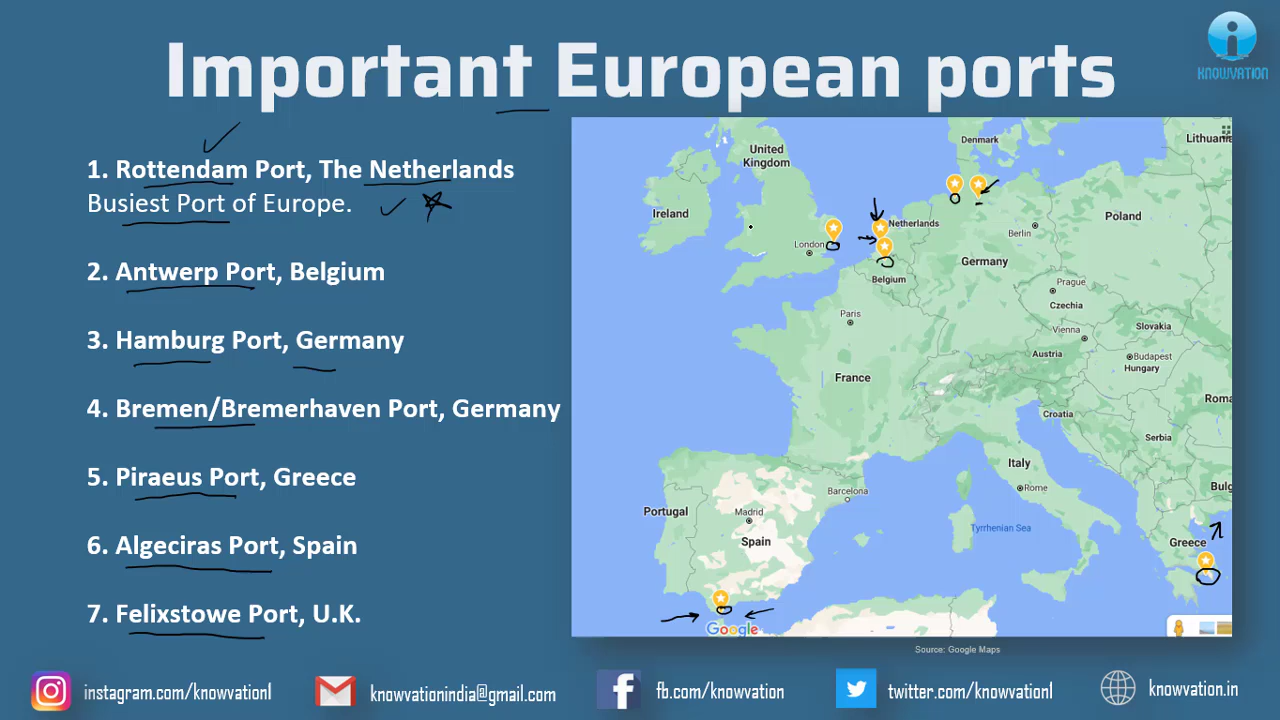 Important European ports
KNOWVATION
1. Rottendam Port, The Netherlands
Busiest Port of Europe.
2. Antwerp Port, Belgium
3. Hamburg Port, Germany
4. Bremen/Bremerhaven Port, Germany
5. Piraeus Port, Greece
6. Algeciras Port, Spain
7. Felixstowe Port, U.K.
Denmark
Lithuania
United
Kingdom
Ireland
Netherlands
Poland
London
Berlin
Germany
Belgium
Prague
Czechia
Paris
Vienna
Slovakia
Austria
Budapest
Hungary
France
Roma
Croatia
Serbia
Italy
Rome
Bulg
Barcelona
Portugal
Madrid
Spain
Tyrrhenian Sea
Greece
Google
Source: Google Maps
instagram.com/knowvation1
knowvationindia@gmail.com
fb.com/knowvation
twitter.com/knowvation1
knowvation.in